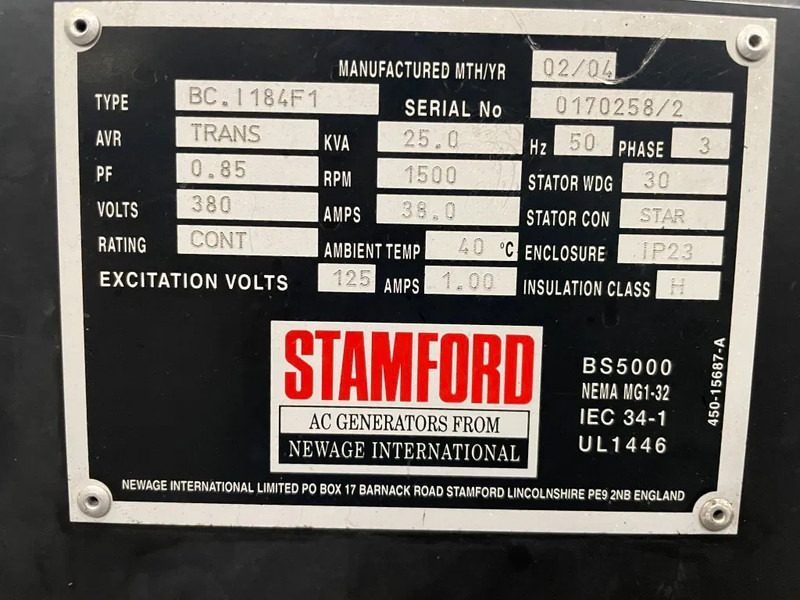 MANUFACTURED MTH/YR 02/04
TYPE BC.I184F1 SERIAL No 0170258/2
AVR TRANS KVA 25.0 Hz 50 PHASE 3
PF 0.85 RPM 1500 STATOR WDG 30
VOLTS 380 AMPS 38.0 STATOR CON STAR
RATING CONT AMBIENT TEMP 40 °C ENCLOSURE IP23
EXCITATION VOLTS 125 AMPS 1.00 INSULATION CLASS H
STAMFORD
AC GENERATORS FROM
NEWAGE INTERNATIONAL
BS5000
NEMA MG1-32
IEC 34-1
UL1446
450-15687-A
NEWAGE INTERNATIONAL LIMITED PO BOX 17 BARNACK ROAD STAMFORD LINCOLNSHIRE PE9 2NB ENGLAND